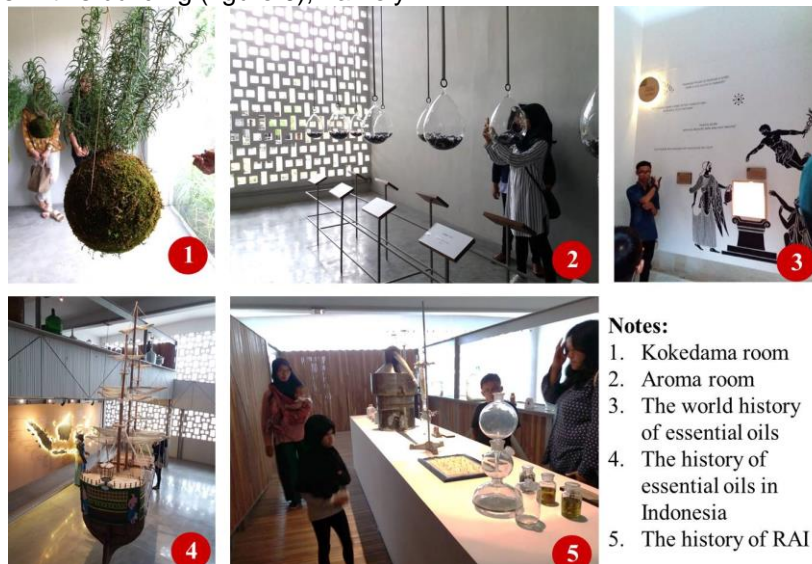 building
1
2
3
4
5
Notes:
1. Kokedama room
2. Aroma room
3. The world history
of essential oils
4. The history of
essential oils in
Indonesia
5. The history of RAI